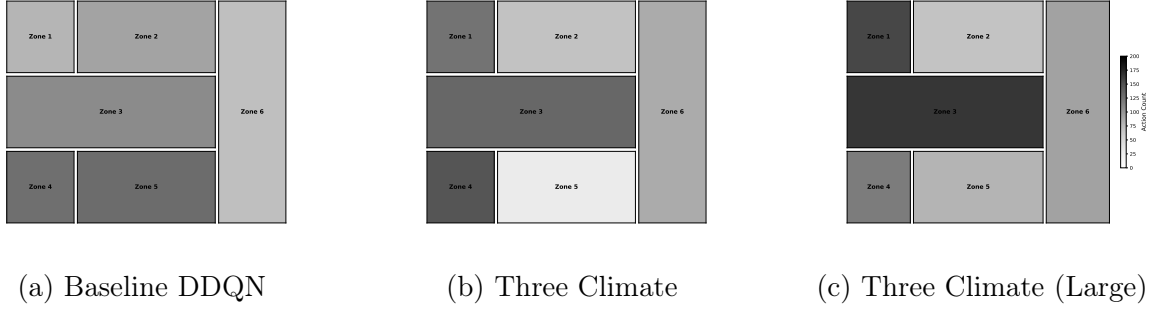 Zone 1
Zone 2
Zone 3
Zone 4
Zone 5
Zone 6
Zone 1
Zone 2
Zone 3
Zone 4
Zone 5
Zone 6
Zone 1
Zone 2
Zone 3
Zone 4
Zone 5
Zone 6
200
175
150
125
100
75
50
25
0
Action Count
(a) Baseline DDQN
(b) Three Climate
(c) Three Climate (Large)